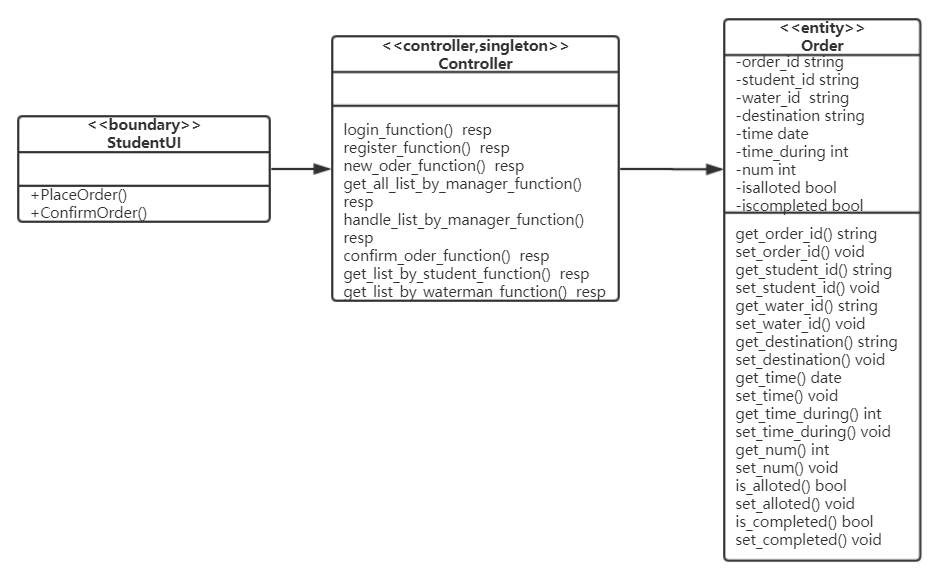 <<boundary>>
StudentUI
+PlaceOrder()
+ConfirmOrder()
<<controller,singleton>>
Controller
login_function() resp
register_function() resp
new_oder_function() resp
get_all_list_by_manager_function()
resp
handle_list_by_manager_function()
resp
confirm_oder_function() resp
get_list_by_student_function() resp
get_list_by_waterman_function() resp
<<entity>>
Order
-order_id string
-student_id string
-water_id string
-destination string
-time date
-time_during int
-num int
-isalloted bool
-iscompleted bool
get_order_id() string
set_order_id() void
get_student_id() string
set_student_id() void
get_water_id() string
set_water_id() void
get_destination() string
set_destination() void
get_time() date
set_time() void
get_time_during() int
set_time_during() void
get_num() int
set_num() void
is_alloted() bool
set_alloted() void
is_completed() bool
set_completed() void